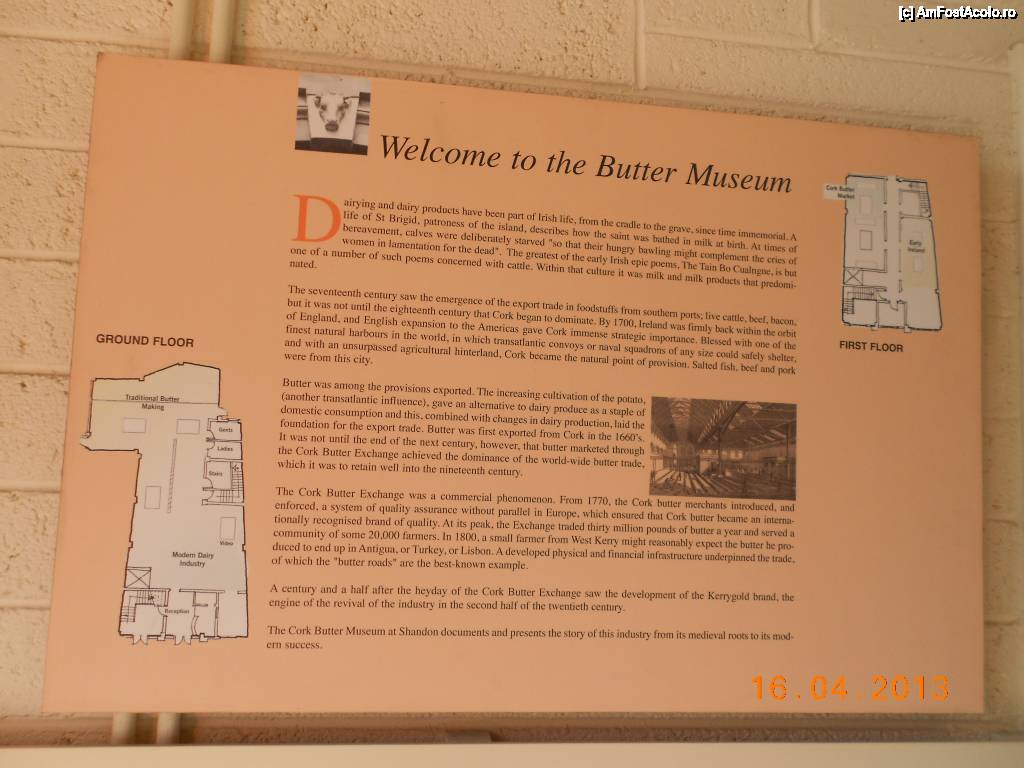 [c] AmFostAcolo.ro
Welcome to the Butter Museum
Dairying and dairy products have been part of Irish life, from the cradle to the grave, since time immemorial. A
life of St Brigid, patroness of the island, describes how the saint was bathed in milk at birth. At times of
bereavement, calves were deliberately starved "so that their hungry bawling might complement the cries of
women in lamentation for the dead". The greatest of the early Irish epic poems, The Tain Bo Cualngne, is but
one of a number of such poems concerned with cattle. Within that culture it was milk and milk products that predomi-
nated.
The seventeenth century saw the emergence of the export trade in foodstuffs from southern ports; live cattle, beef, bacon,
but it was not until the eighteenth century that Cork began to dominate. By 1700, Ireland was firmly back within the orbit
of England, and English expansion to the Americas gave Cork immense strategic importance. Blessed with one of the
finest natural harbours in the world, in which transatlantic convoys or naval squadrons of any size could safely shelter,
and with an unsurpassed agricultural hinterland, Cork became the natural point of provision. Salted fish, beef and pork
were from this city.
Butter was among the provisions exported. The increasing cultivation of the potato,
(another transatlantic influence), gave an alternative to dairy produce as a staple of
domestic consumption and this, combined with changes in dairy production, laid the
foundation for the export trade. Butter was first exported from Cork in the 1660's.
It was not until the end of the next century, however, that butter marketed through
the Cork Butter Exchange achieved the dominance of the world-wide butter trade,
which it was to retain well into the nineteenth century.
The Cork Butter Exchange was a commercial phenomenon. From 1770, the Cork butter merchants introduced, and
enforced, a system of quality assurance without parallel in Europe, which ensured that Cork butter became an interna-
tionally recognised brand of quality. At its peak, the Exchange traded thirty million pounds of butter a year and served a
community of some 20,000 farmers. In 1800, a small farmer from West Kerry might reasonably expect the butter he pro-
duced to end up in Antigua, or Turkey, or Lisbon. A developed physical and financial infrastructure underpinned the trade,
of which the "butter roads" are the best-known example.
A century and a half after the heyday of the Cork Butter Exchange saw the development of the Kerrygold brand, the
engine of the revival of the industry in the second half of the twentieth century.
The Cork Butter Museum at Shandon documents and presents the story of this industry from its medieval roots to its mod-
ern success.
GROUND FLOOR
Traditional Butter
Making
Gents
Ladies
Stairs
Video
Modern Dairy
Industry
Reception
Cork Butter
Market
Early
Ireland
FIRST FLOOR
16.04.2013